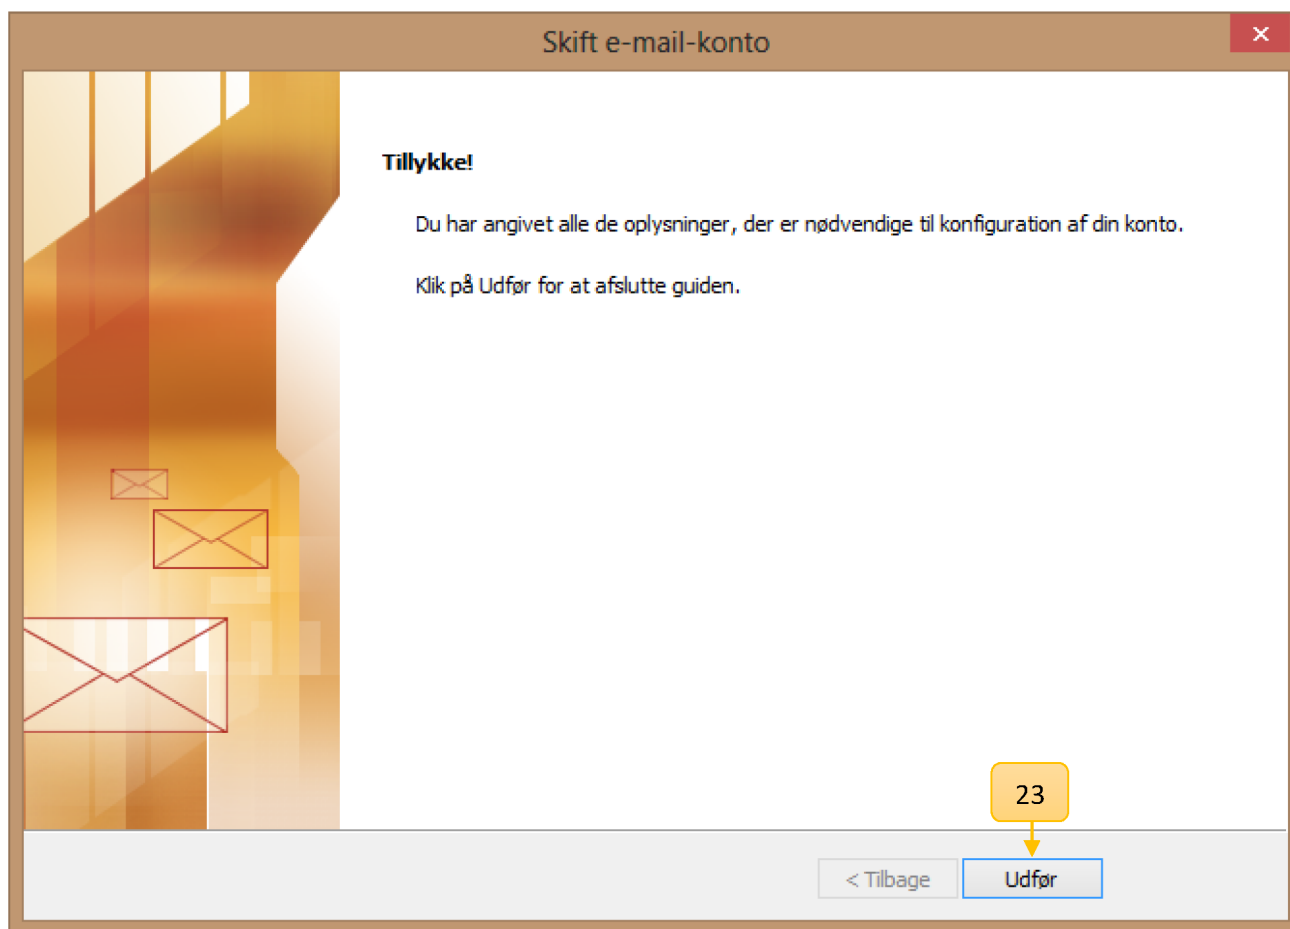 Skift e-mail-konto
Tillykke!
Du har angivet alle de oplysninger, der er nødvendige til konfiguration af din konto.
Klik på Udfør for at afslutte guiden.
23
< Tilbage
Udfør